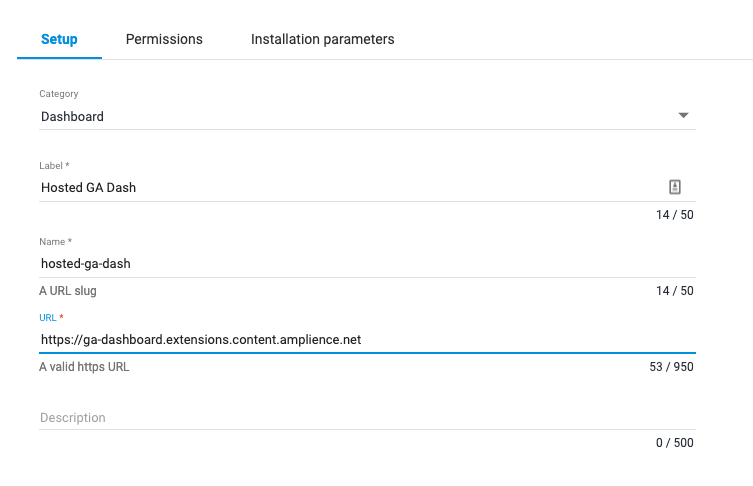 Setup Permissions Installation parameters
Category
Dashboard
Label *
Hosted GA Dash
14 / 50
Name *
hosted-ga-dash
A URL slug 14 / 50
URL *
https://ga-dashboard.extensions.content.amplience.net
A valid https URL 53 / 950
Description
0 / 500